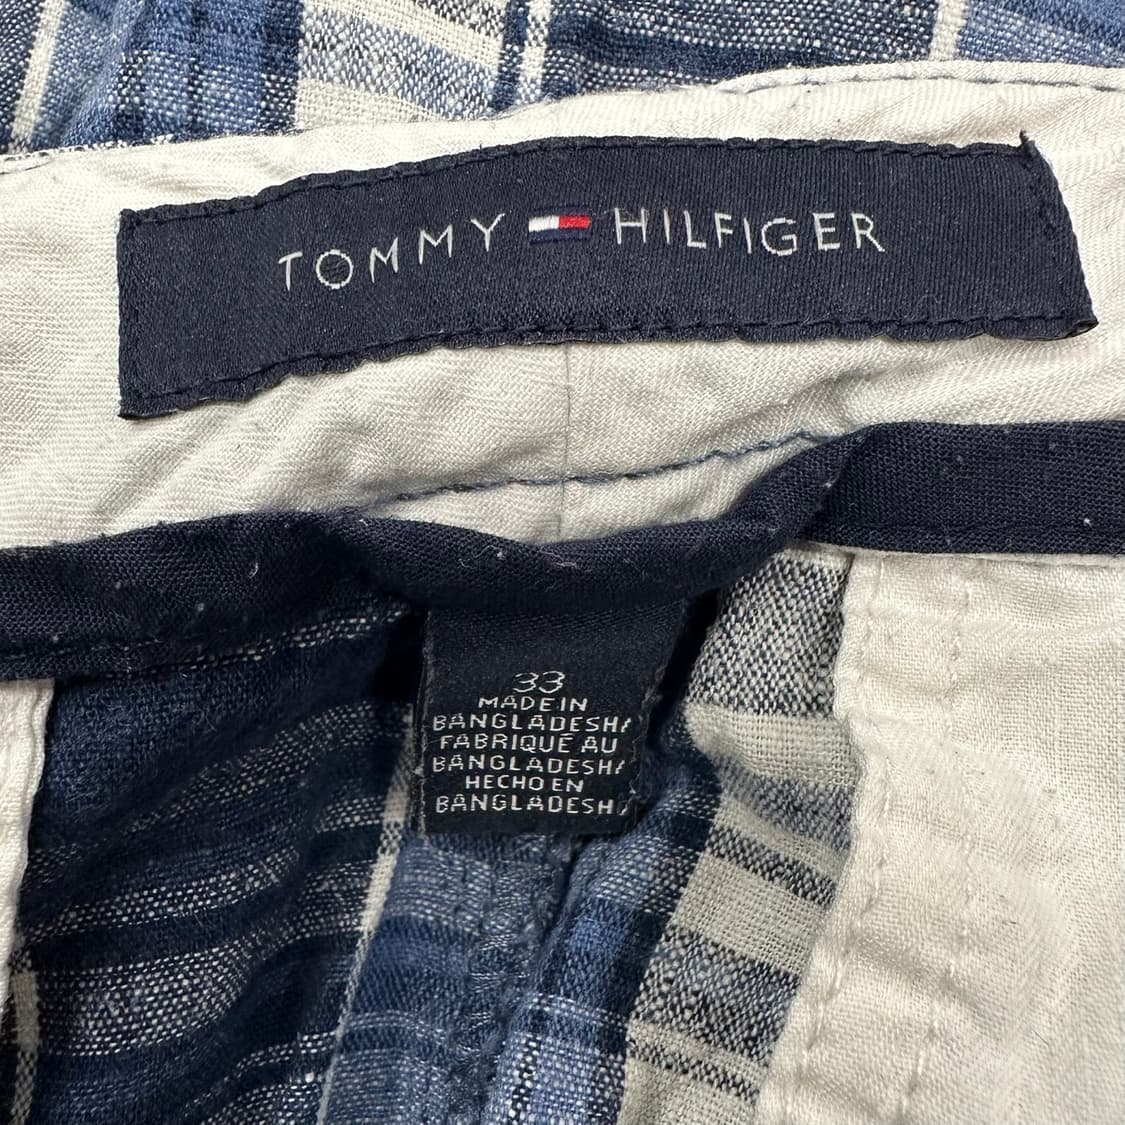 TOMMY HILFIGER
33
MADE IN
BANGLADESH
FABRIQUÉ AU
BANGLADESH
HECHO EN
BANGLADESH